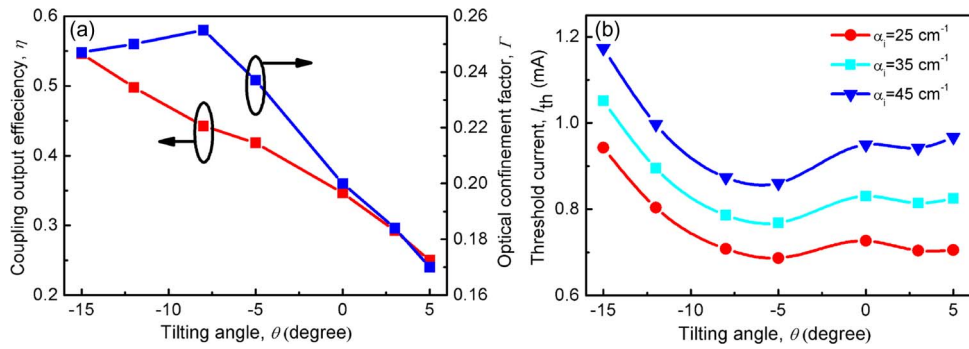 (a)
0.6
0.5
0.4
0.3
0.2
Coupling output effieciency, η
0.26
0.24
0.22
0.20
0.18
0.16
Optical confinement factor, Γ
-15
-10
-5
0
5
Tilting angle, θ (degree)
(b)
1.2
1.0
0.8
0.6
Threshold current, Ith (mA)
αi=25 cm-1
αi=35 cm-1
αi=45 cm-1
-15
-10
-5
0
5
Tilting angle, θ (degree)